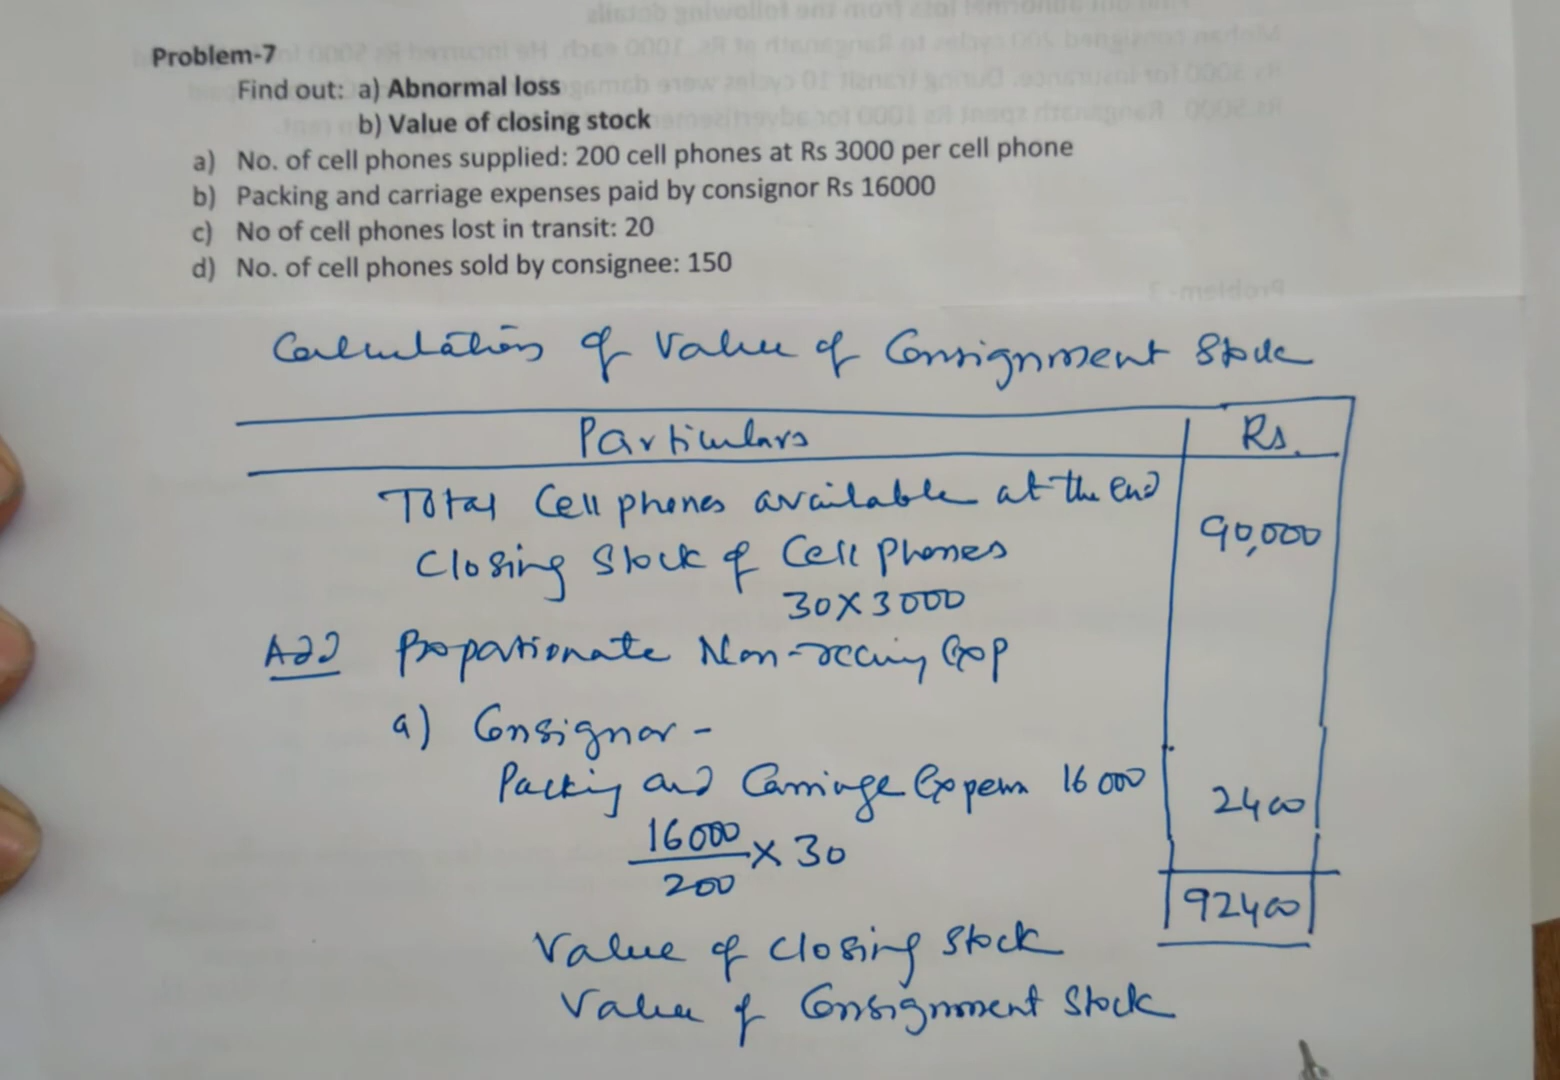 Problem-7
Find out: a) Abnormal loss
b) Value of closing stock
a) No. of cell phones supplied: 200 cell phones at Rs 3000 per cell phone
b) Packing and carriage expenses paid by consignor Rs 16000
c) No of cell phones lost in transit: 20
d) No. of cell phones sold by consignee: 150
Calculation of Value of Consignment Stock
Particulars Rs.
Total Cell phones available at the end
Closing Stock of Cell Phones 90,000
30 X 3000
Add Proportionate Non-recuring Exp
a) Consignor -
Packing and Carriage Expenses 16000 2400
16000/200 X 30
92400
Value of Closing Stock
Value of Consignment Stock